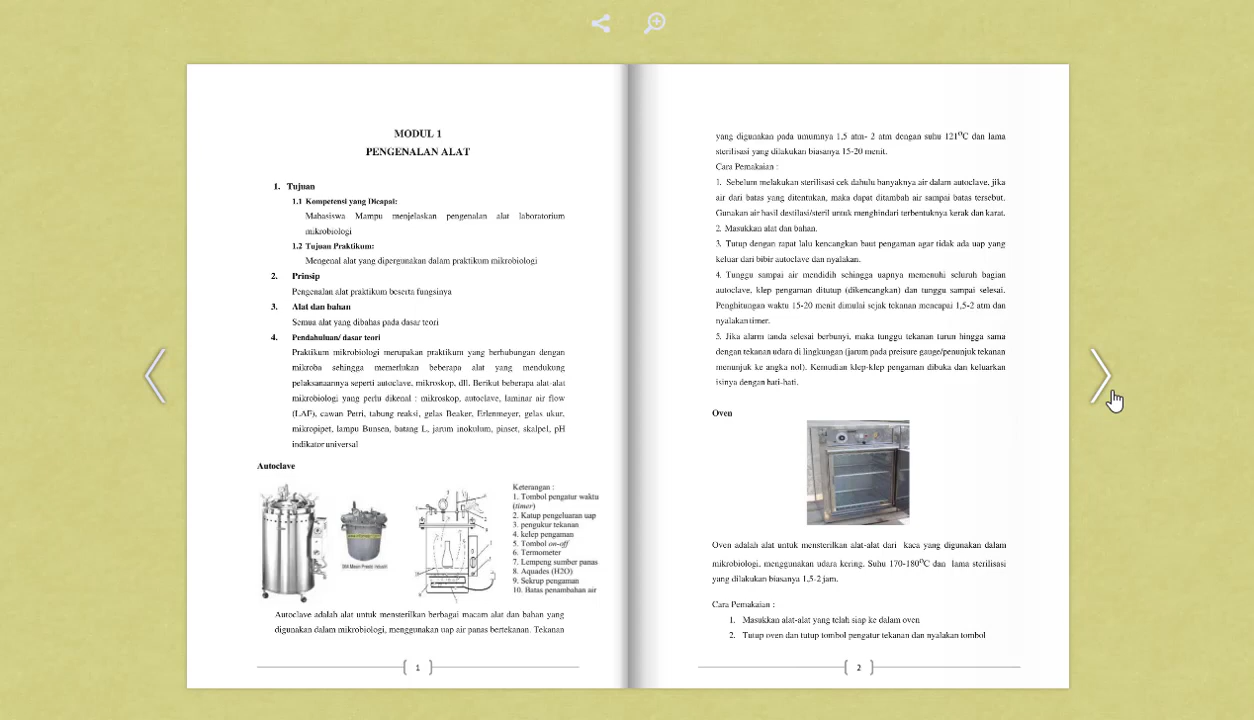 MODUL 1
PENGENALAN ALAT
1. Tujuan
1.1 Kompetensi yang Dicapai:
Mahasiswa Mampu menjelaskan pengenalan alat laboratorium
mikrobiologi
1.2 Tujuan Praktikum:
Mengenal alat yang dipergunakan dalam praktikum mikrobiologi
2. Prinsip
Pengenalan alat praktikum beserta fungsinya
3. Alat dan bahan
Semua alat yang dibahas pada dasar teori
4. Pendahuluan/ dasar teori
Praktikum mikrobiologi merupakan praktikum yang berhubungan dengan
mikroba sehingga memerlukan beberapa alat yang mendukung
pelaksanaannya seperti autoclave, mikroskop, dll. Berikut beberapa alat-alat
mikrobiologi yang perlu dikenal : mikroskop, autoclave, laminar air flow
(LAF), cawan Petri, tabung reaksi, gelas Beaker, Erlenmeyer, gelas ukur,
mikropipet, lampu Bunsen, batang L, jarum inokulum, pinset, skalpel, pH
indikator universal
Autoclave
Keterangan :
1. Tombol pengatur waktu
(timer)
2. Katup pengeluaran uap
3. pengukur tekanan
4. kelep pengaman
5. Tombol on-off
6. Termometer
7. Lempeng sumber panas
8. Aquades (H2O)
9. Sekrup pengaman
10. Batas penambahan air
Autoclave adalah alat untuk mensterilkan berbagai macam alat dan bahan yang
digunakan dalam mikrobiologi, menggunakan uap air panas bertekanan. Tekanan
1
yang digunakan pada umumnya 1,5 atm- 2 atm dengan suhu 121⁰C dan lama
sterilisasi yang dilakukan biasanya 15-20 menit.
Cara Pemakaian :
1. Sebelum melakukan sterilisasi cek dahulu banyaknya air dalam autoclave, jika
air dari batas yang ditentukan, maka dapat ditambah air sampai batas tersebut.
Gunakan air hasil destilasi/steril untuk menghindari terbentuknya kerak dan karat.
2. Masukkan alat dan bahan.
3. Tutup dengan rapat lalu kencangkan baut pengaman agar tidak ada uap yang
keluar dari bibir autoclave dan nyalakan.
4. Tunggu sampai air mendidih sehingga uapnya memenuhi seluruh bagian
autoclave, klep pengaman ditutup (dikencangkan) dan tunggu sampai selesai.
Penghitungan waktu 15-20 menit dimulai sejak tekanan mencapai 1,5-2 atm dan
nyalakan timer.
5. Jika alarm tanda selesai berbunyi, maka tunggu tekanan turun hingga sama
dengan tekanan udara di lingkungan (jarum pada preisure gauge/penunjuk tekanan
menunjuk ke angka nol). Kemudian klep-klep pengaman dibuka dan keluarkan
isinya dengan hati-hati.
Oven
Oven adalah alat untuk mensterilkan alat-alat dari kaca yang digunakan dalam
mikrobiologi, menggunakan udara kering. Suhu 170-180⁰C dan lama sterilisasi
yang dilakukan biasanya 1,5-2 jam.
Cara Pemakaian :
1. Masukkan alat-alat yang telah siap ke dalam oven
2. Tutup oven dan tutup tombol pengatur tekanan dan nyalakan tombol
2